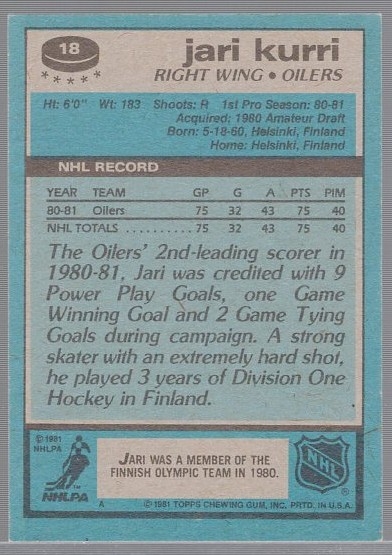 18
jari kurri
RIGHT WING • OILERS
Ht: 6'0" Wt: 183 Shoots: R 1st Pro Season: 80-81
Acquired: 1980 Amateur Draft
Born: 5-18-60, Helsinki, Finland
Home: Helsinki, Finland
NHL RECORD
YEAR TEAM GP G A PTS PIM
80-81 Oilers 75 32 43 75 40
NHL TOTALS .......... 75 32 43 75 40
The Oilers' 2nd-leading scorer in
1980-81, Jari was credited with 9
Power Play Goals, one Game
Winning Goal and 2 Game Tying
Goals during campaign. A strong
skater with an extremely hard shot,
he played 3 years of Division One
Hockey in Finland.
© 1981
NHLPA
NHLPA
JARI WAS A MEMBER OF THE
FINNISH OLYMPIC TEAM IN 1980.
NHL
A © 1981 TOPPS CHEWING GUM, INC. PRTD. IN U.S.A.